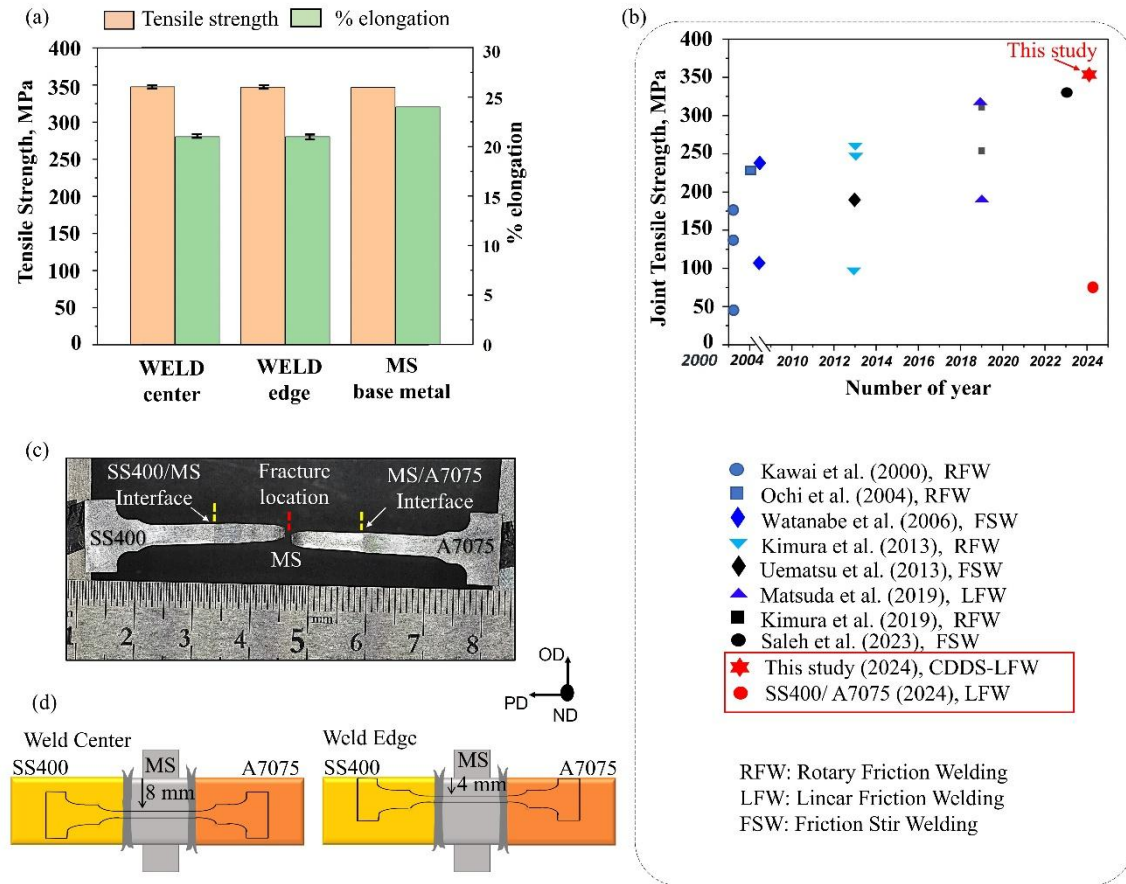 (a)
Tensile strength
% elongation
Tensile Strength, MPa
400
350
300
250
200
150
100
50
0
30
25
20
15
10
5
0
% elongation
WELD
center
WELD
edge
MS
base metal
(b)
This study
Joint Tensile Strength, MPa
400
350
300
250
200
150
100
50
0
2000
2004
2010
2012
2014
2016
2018
2020
2022
2024
Number of year
Kawai et al. (2000), RFW
Ochi et al. (2004), RFW
Watanabe et al. (2006), FSW
Kimura et al. (2013), RFW
Uematsu et al. (2013), FSW
Matsuda et al. (2019), LFW
Kimura et al. (2019), RFW
Saleh et al. (2023), FSW
This study (2024), CDDS-LFW
SS400/ A7075 (2024), LFW
RFW: Rotary Friction Welding
LFW: Linear Friction Welding
FSW: Friction Stir Welding
(c)
SS400/MS
Interface
Fracture
location
MS/A7075
Interface
SS400
MS
A7075
1 2 3 4 5 6 7 8
mm
OD
PD
ND
(d)
Weld Center
SS400
MS
A7075
8 mm
Weld Edge
SS400
MS
A7075
4 mm